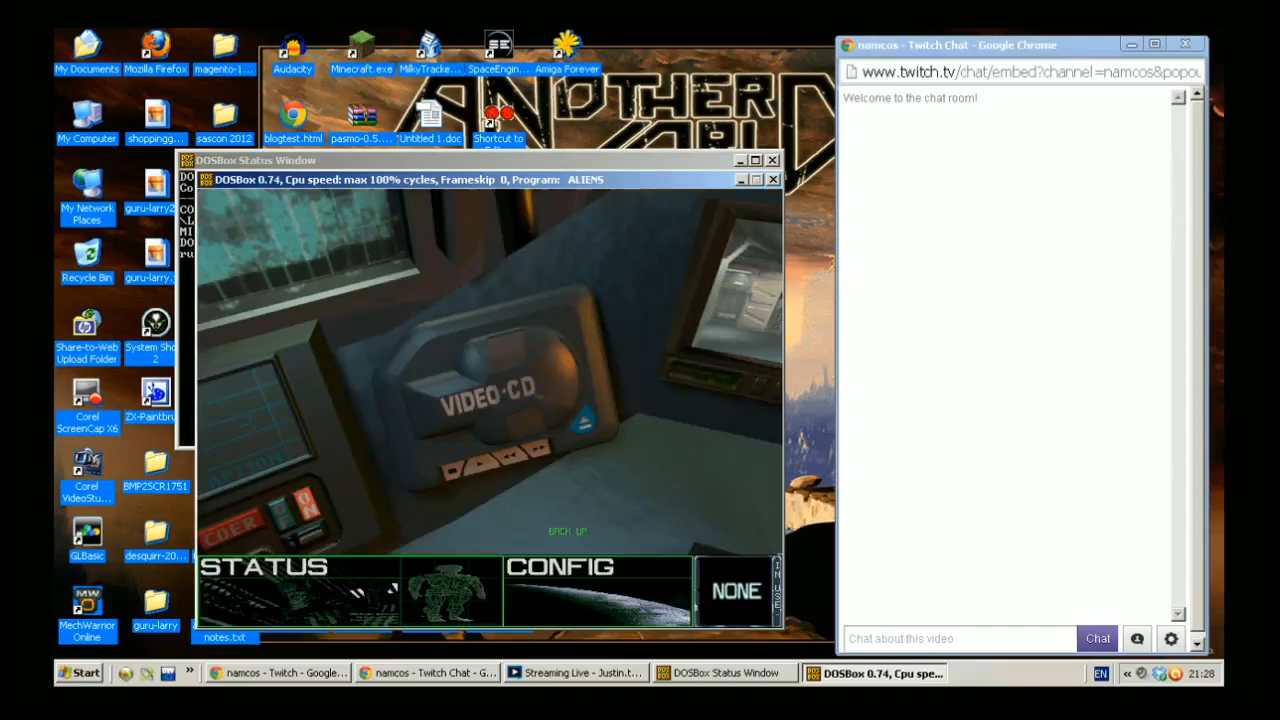 My Documents
Mozilla Firefox
magento-1...
Audacity
Minecraft.exe
MilkyTracke...
SpaceEngin...
Amiga Forever
ANOTHER
My Computer
shoppingg...
sascon 2012
blogtest.html
pasmo-0.5....
Untitled 1.doc
Shortcut to
My Network
Places
guru-larry2
Recycle Bin
guru-larry.
Share-to-Web
Upload Folder
System Sho
2
Corel
ScreenCap X6
ZX-Paintbru
Corel
VideoStu...
BMP2SCR1751
GLBasic
desquirr-20...
MechWarrior
Online
guru-larry
notes.txt
DOSBox Status Window
DOSBox 0.74, Cpu speed: max 100% cycles, Frameskip 0, Program: ALIENS
VIDEO-CD
ON
BACK UP
STATUS
CONFIG
NONE
IN USE
namcos - Twitch Chat - Google Chrome
www.twitch.tv/chat/embed?channel=namcos&popou
Welcome to the chat room!
Chat about this video
Chat
Start
»
namcos - Twitch - Google...
namcos - Twitch Chat - G...
Streaming Live - Justin.t...
DOSBox Status Window
DOSBox 0.74, Cpu spe...
EN
«
21:28